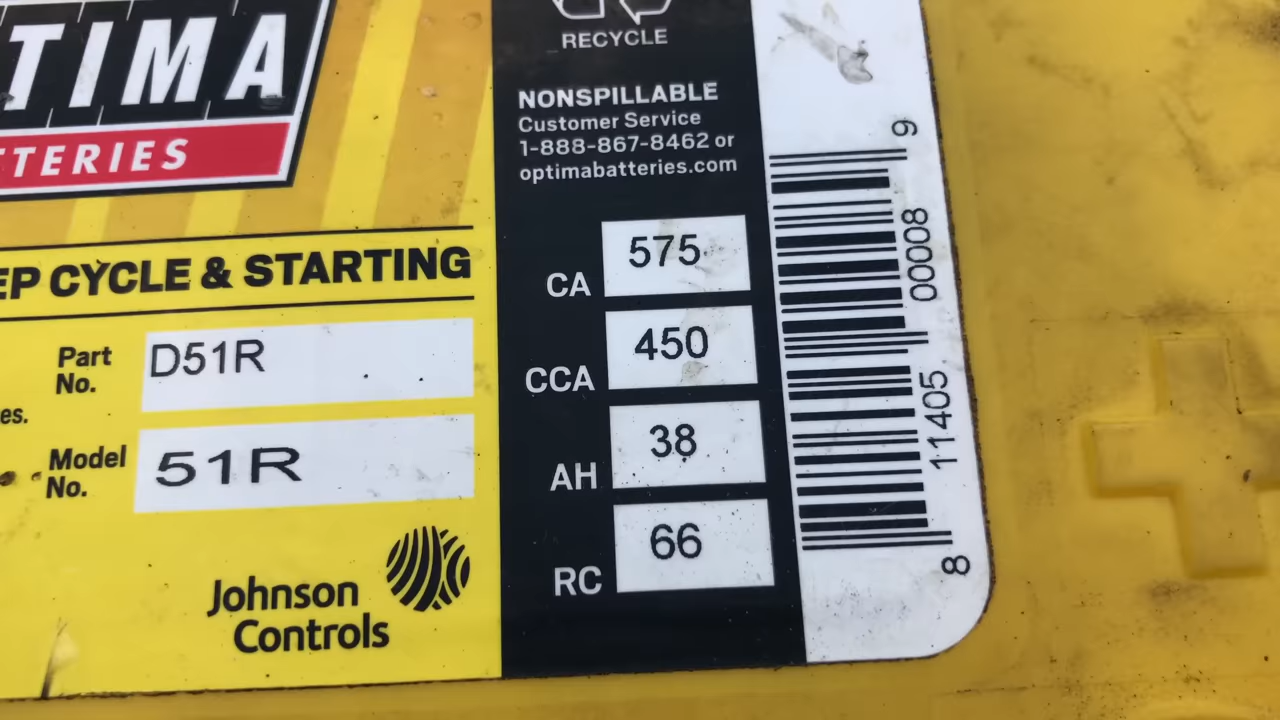 TIMA
TTERIES
EP CYCLE & STARTING
Part No.
D51R
es.
Model No.
51R
Johnson
Controls
RECYCLE
NONSPILLABLE
Customer Service
1-888-867-8462 or
optimabatteries.com
CA 575
CCA 450
AH 38
RC 66
8 11405 00008 9